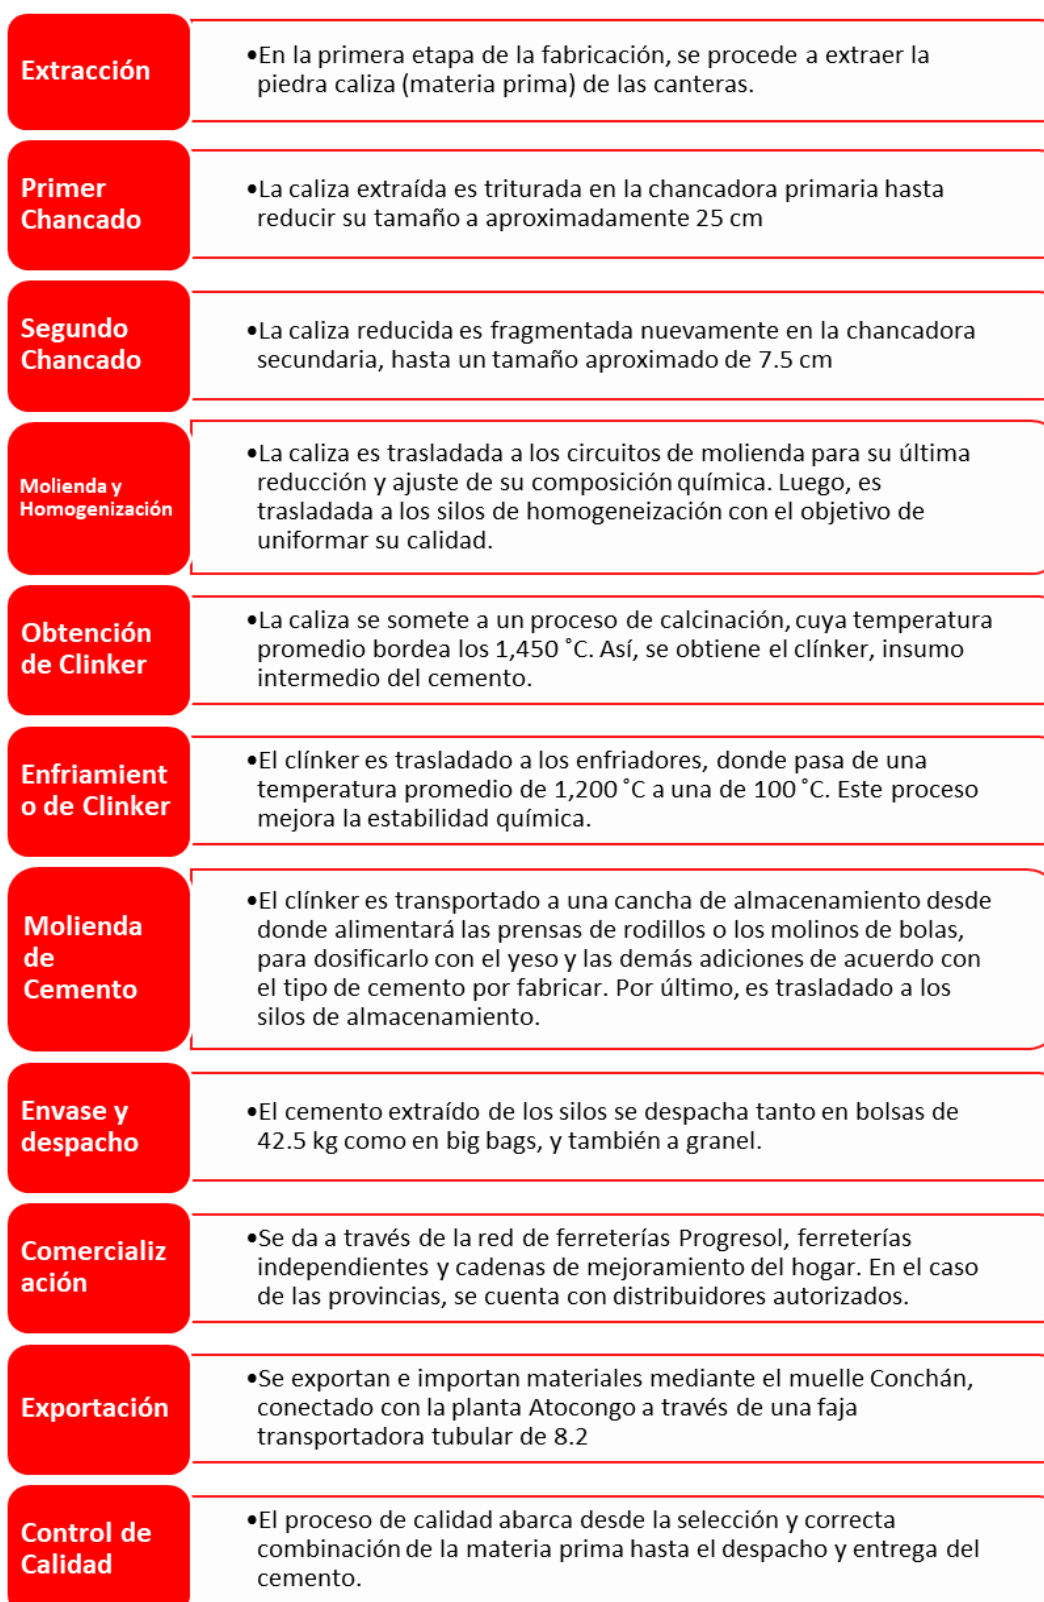 Extracción
•En la primera etapa de la fabricación, se procede a extraer la
piedra caliza (materia prima) de las canteras.
Primer
Chancado
•La caliza extraída es triturada en la chancadora primaria hasta
reducir su tamaño a aproximadamente 25 cm
Segundo
Chancado
•La caliza reducida es fragmentada nuevamente en la chancadora
secundaria, hasta un tamaño aproximado de 7.5 cm
Molienda y
Homogenización
•La caliza es trasladada a los circuitos de molienda para su última
reducción y ajuste de su composición química. Luego, es
trasladada a los silos de homogeneización con el objetivo de
uniformar su calidad.
Obtención
de Clinker
•La caliza se somete a un proceso de calcinación, cuya temperatura
promedio bordea los 1,450 ˚C. Así, se obtiene el clínker, insumo
intermedio del cemento.
Enfriamient
o de Clinker
•El clínker es trasladado a los enfriadores, donde pasa de una
temperatura promedio de 1,200 ˚C a una de 100 ˚C. Este proceso
mejora la estabilidad química.
Molienda
de
Cemento
•El clínker es transportado a una cancha de almacenamiento desde
donde alimentará las prensas de rodillos o los molinos de bolas,
para dosificarlo con el yeso y las demás adiciones de acuerdo con
el tipo de cemento por fabricar. Por último, es trasladado a los
silos de almacenamiento.
Envase y
despacho
•El cemento extraído de los silos se despacha tanto en bolsas de
42.5 kg como en big bags, y también a granel.
Comercializ
ación
•Se da a través de la red de ferreterías Progresol, ferreterías
independientes y cadenas de mejoramiento del hogar. En el caso
de las provincias, se cuenta con distribuidores autorizados.
Exportación
•Se exportan e importan materiales mediante el muelle Conchán,
conectado con la planta Atocongo a través de una faja
transportadora tubular de 8.2
Control de
Calidad
•El proceso de calidad abarca desde la selección y correcta
combinación de la materia prima hasta el despacho y entrega del
cemento.